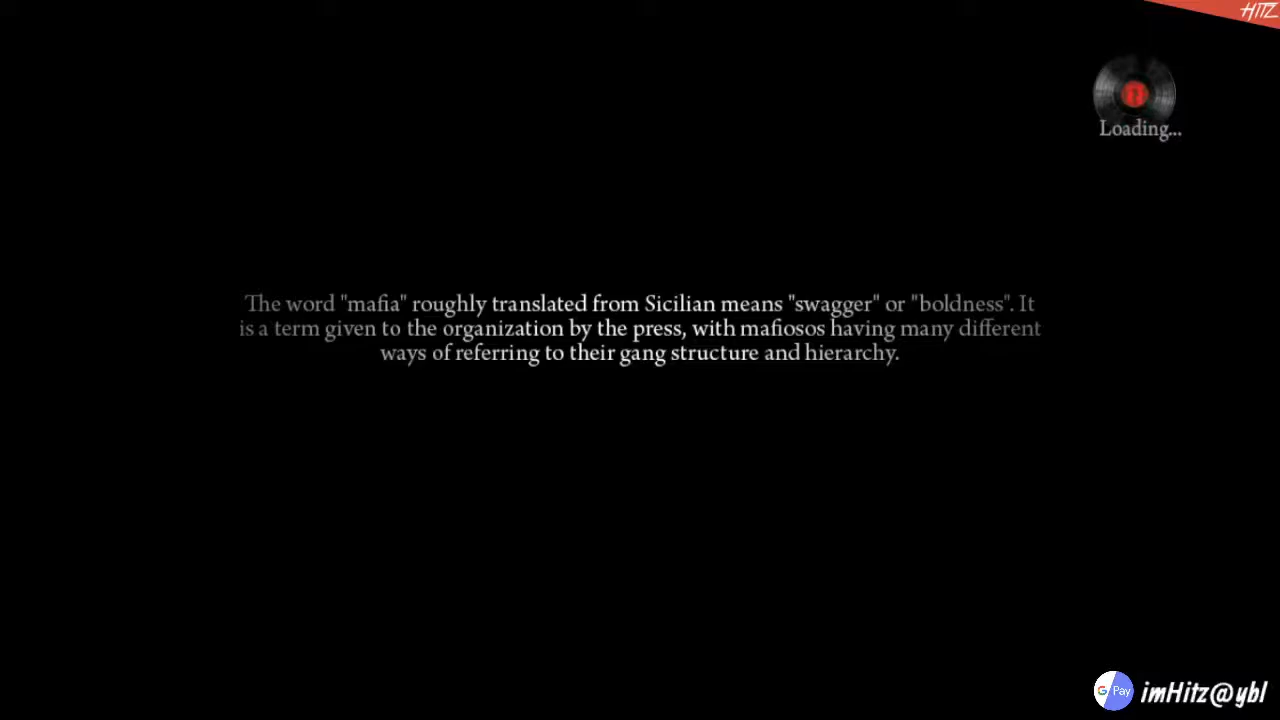 HITZ
Loading...
The word "mafia" roughly translated from Sicilian means "swagger" or "boldness". It
is a term given to the organization by the press, with mafiosos having many different
ways of referring to their gang structure and hierarchy.
G Pay imHitz@ybl